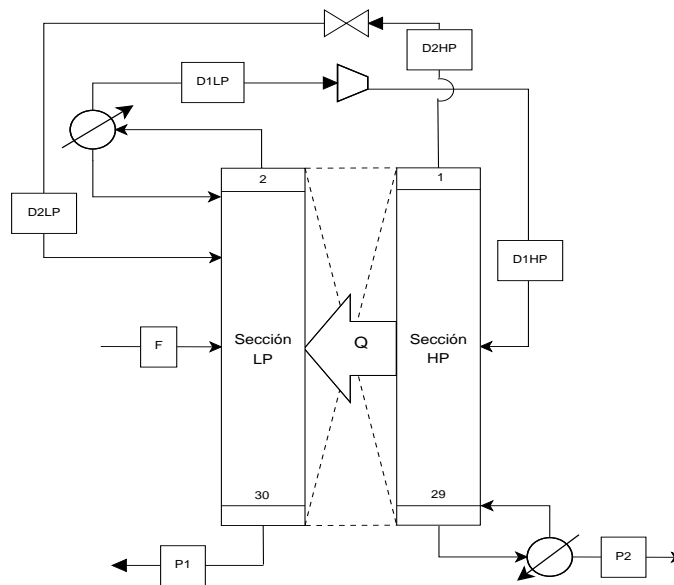 D2HP
D1LP
D2LP
2
1
D1HP
F
Sección
LP
Q
Sección
HP
30
29
P1
P2